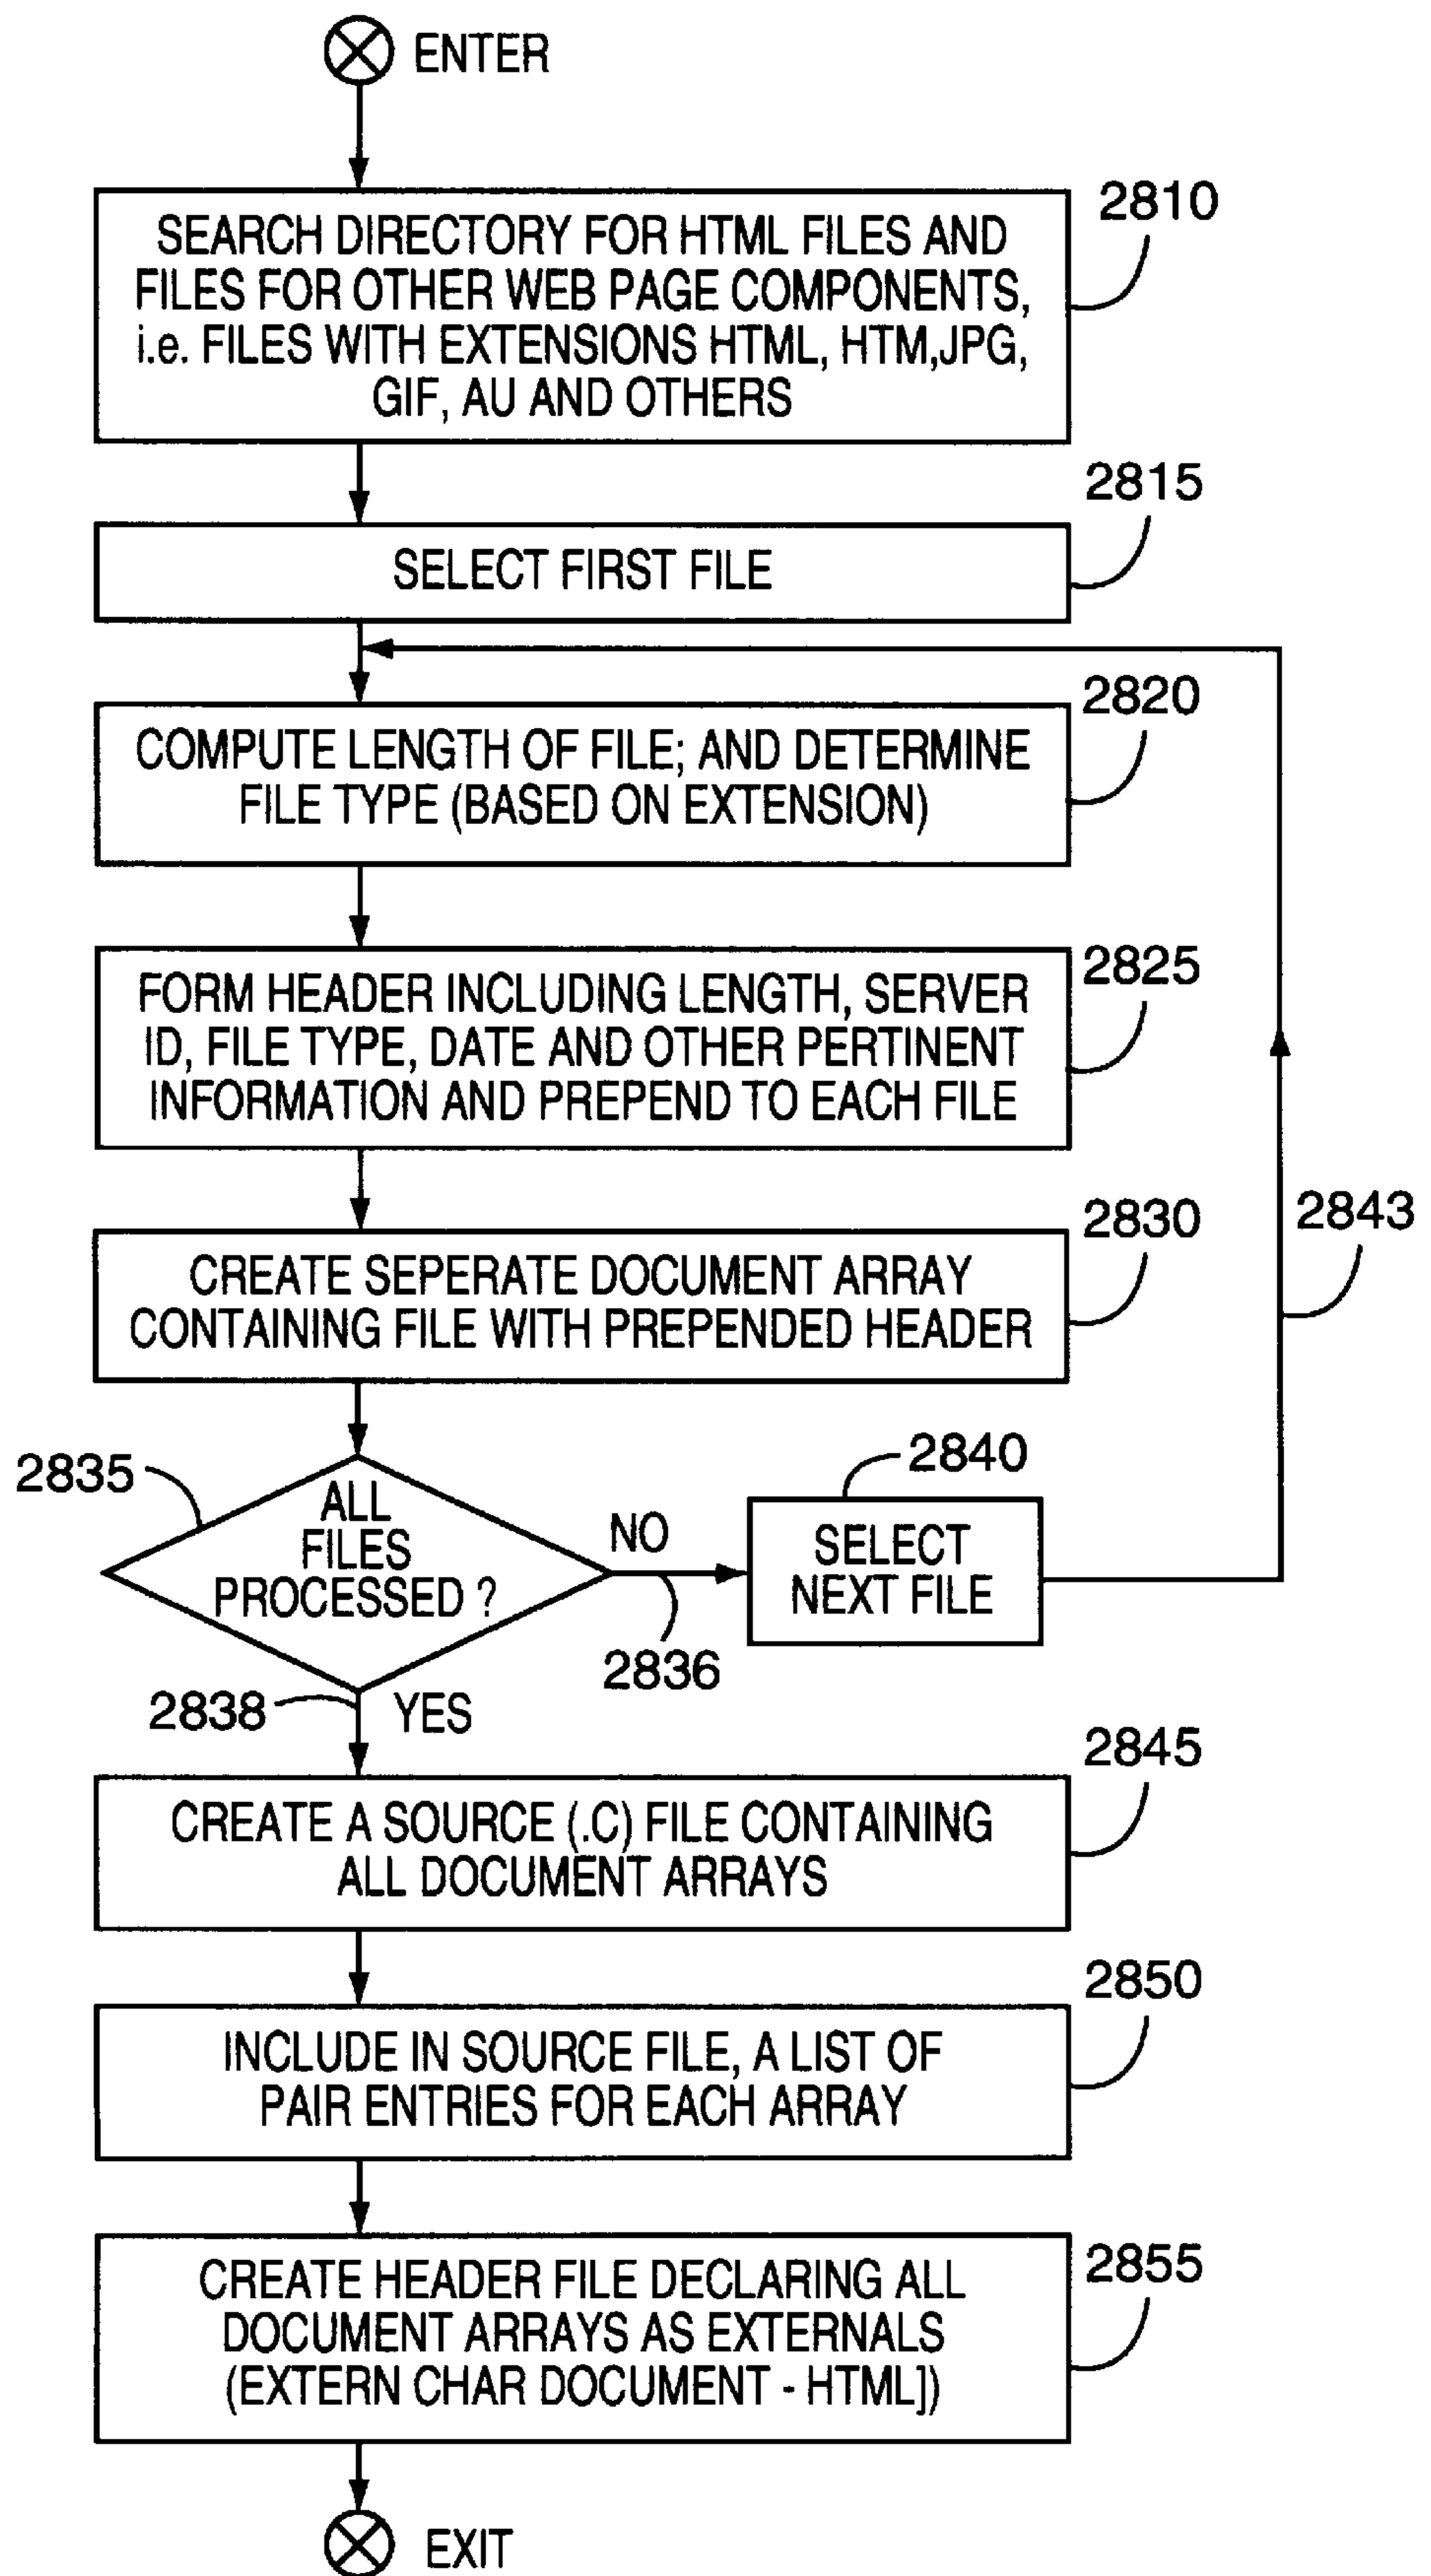 ENTER
2810
SEARCH DIRECTORY FOR HTML FILES AND
FILES FOR OTHER WEB PAGE COMPONENTS,
i.e. FILES WITH EXTENSIONS HTML, HTM,JPG,
GIF, AU AND OTHERS
2815
SELECT FIRST FILE
2820
COMPUTE LENGTH OF FILE; AND DETERMINE
FILE TYPE (BASED ON EXTENSION)
2825
FORM HEADER INCLUDING LENGTH, SERVER
ID, FILE TYPE, DATE AND OTHER PERTINENT
INFORMATION AND PREPEND TO EACH FILE
2830
2843
CREATE SEPERATE DOCUMENT ARRAY
CONTAINING FILE WITH PREPENDED HEADER
2835
ALL
FILES
PROCESSED ?
NO
2836
2840
SELECT
NEXT FILE
2838
YES
2845
CREATE A SOURCE (.C) FILE CONTAINING
ALL DOCUMENT ARRAYS
2850
INCLUDE IN SOURCE FILE, A LIST OF
PAIR ENTRIES FOR EACH ARRAY
2855
CREATE HEADER FILE DECLARING ALL
DOCUMENT ARRAYS AS EXTERNALS
(EXTERN CHAR DOCUMENT - HTML])
EXIT